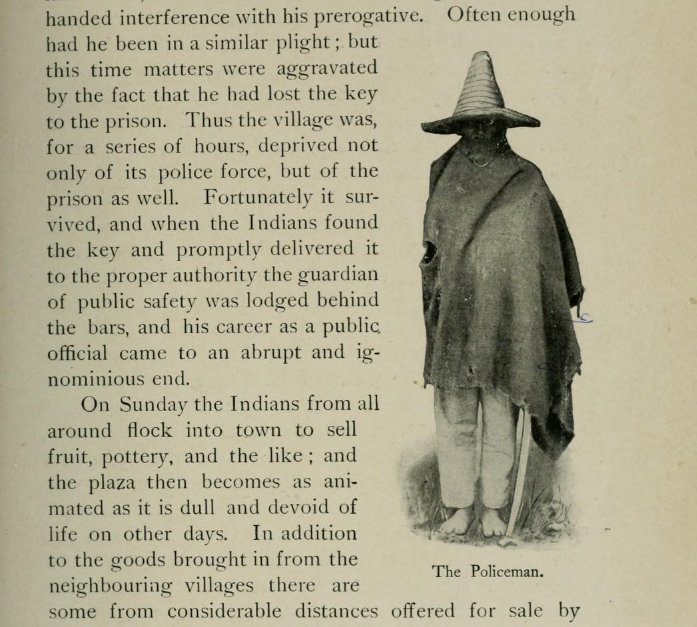 handed interference with his prerogative. Often enough
had he been in a similar plight; but
this time matters were aggravated
by the fact that he had lost the key
to the prison. Thus the village was,
for a series of hours, deprived not
only of its police force, but of the
prison as well. Fortunately it sur-
vived, and when the Indians found
the key and promptly delivered it
to the proper authority the guardian
of public safety was lodged behind
the bars, and his career as a public
official came to an abrupt and ig-
nominious end.
On Sunday the Indians from all
around flock into town to sell
fruit, pottery, and the like; and
the plaza then becomes as ani-
mated as it is dull and devoid of
life on other days. In addition
to the goods brought in from the
neighbouring villages there are
some from considerable distances offered for sale by
The Policeman.